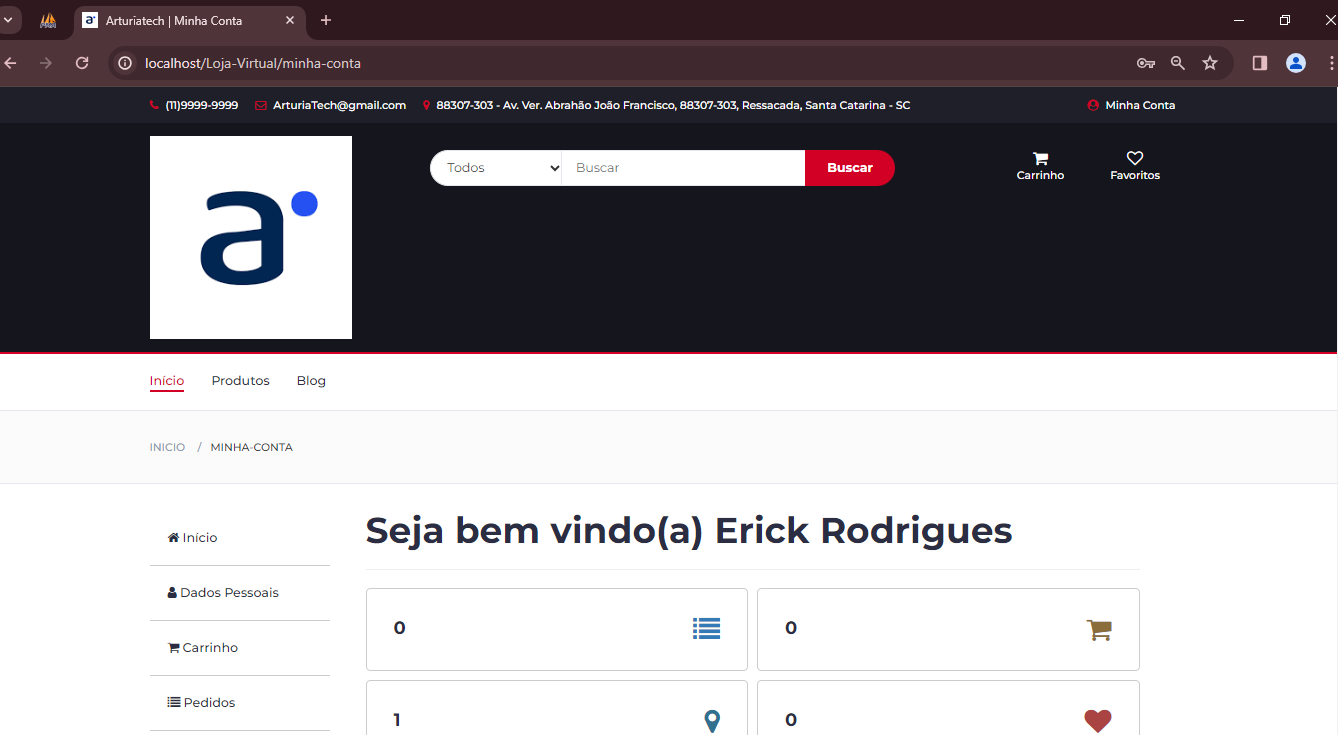 Arturiatech | Minha Conta
localhost/Loja-Virtual/minha-conta
(11)9999-9999 ArturiaTech@gmail.com 88307-303 - Av. Ver. Abrahão João Francisco, 88307-303, Ressacada, Santa Catarina - SC Minha Conta
Todos Buscar Buscar
Carrinho Favoritos
a
Início Produtos Blog
INICIO / MINHA-CONTA
Seja bem vindo(a) Erick Rodrigues
Início
Dados Pessoais
Carrinho
Pedidos
0 0
1 0